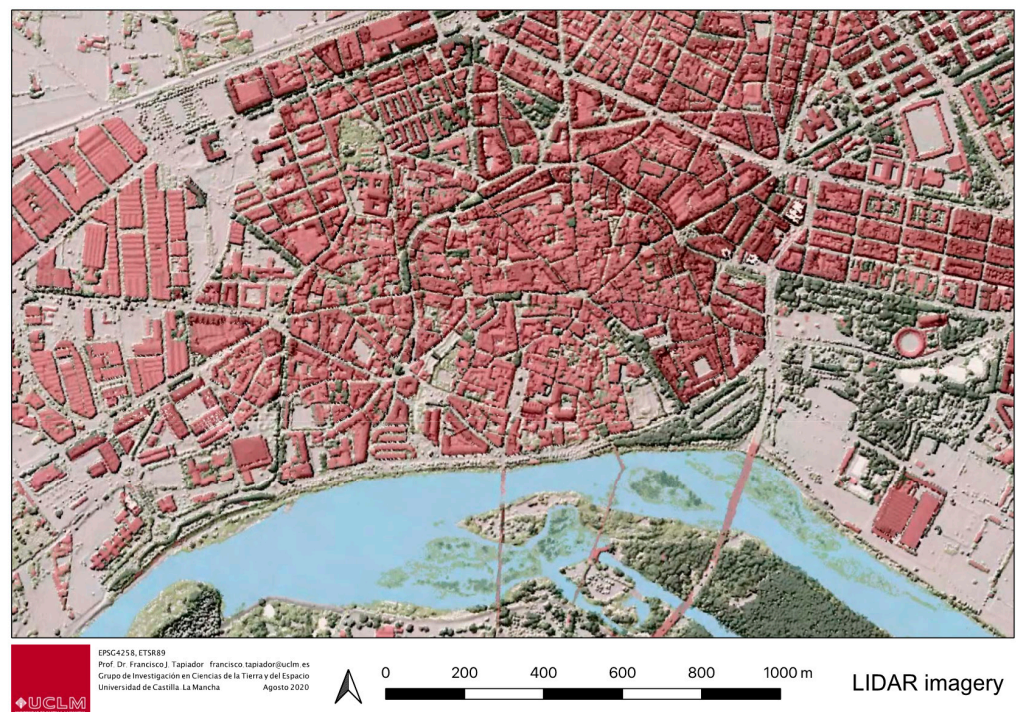 EPSG4258, ETSR89
Prof. Dr. Francisco J. Tapiador francisco.tapiador@uclm.es
Grupo de Investigación en Ciencias de la Tierra y del Espacio
Universidad de Castilla. La Mancha Agosto 2020
UCLM
0 200 400 600 800 1000 m
LIDAR imagery